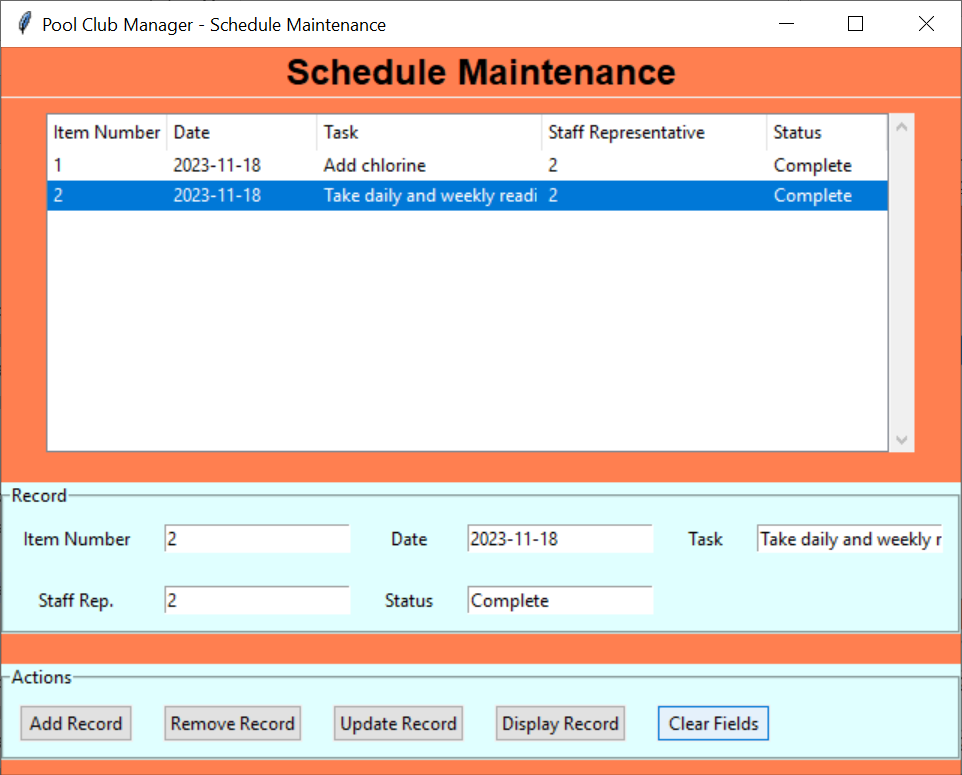 Pool Club Manager - Schedule Maintenance
Schedule Maintenance
Item Number Date Task Staff Representative Status
1 2023-11-18 Add chlorine 2 Complete
2 2023-11-18 Take daily and weekly readi 2 Complete
Record
Item Number 2 Date 2023-11-18 Task Take daily and weekly r
Staff Rep. 2 Status Complete
Actions
Add Record Remove Record Update Record Display Record Clear Fields